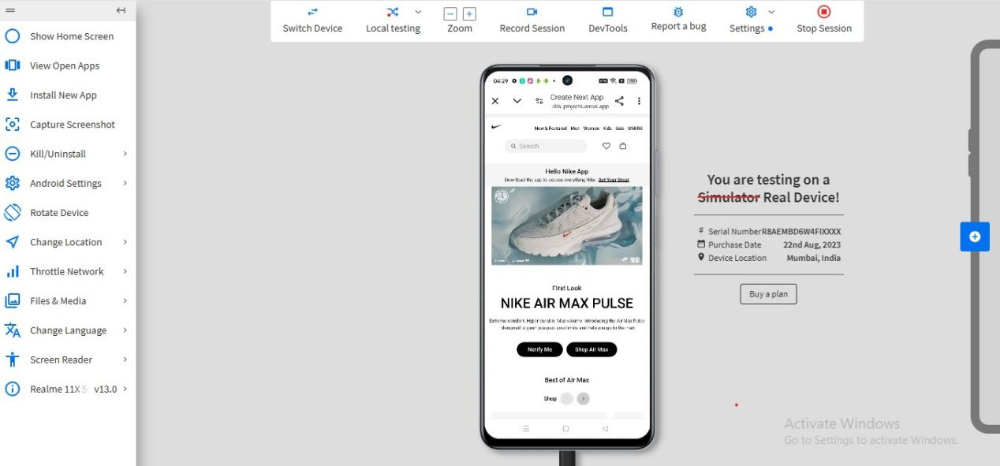 Switch Device
Local testing
Zoom
Record Session
DevTools
Report a bug
Settings
Stop Session
Show Home Screen
View Open Apps
Install New App
Capture Screenshot
Kill/Uninstall
Android Settings
Rotate Device
Change Location
Throttle Network
Files & Media
Change Language
Screen Reader
Realme 11X 5 v13.0
04:29
Create Next App
New & Featured Men Women Kids Sale SNKRS
Search
Hello Nike App
Download the app to access everything Nike. Get Your Great
First Look
NIKE AIR MAX PULSE
Extreme comfort. Hyper durable. Max volume. Introducing the Air Max Pulse
designed to push you past your limits and help you go to the max.
Notify Me
Shop Air Max
Best of Air Max
Shop
You are testing on a
Simulator Real Device!
# Serial Number R8AEMBD6W4FIXXXX
Purchase Date 22nd Aug, 2023
Device Location Mumbai, India
Buy a plan
Activate Windows
Go to Settings to activate Windows.